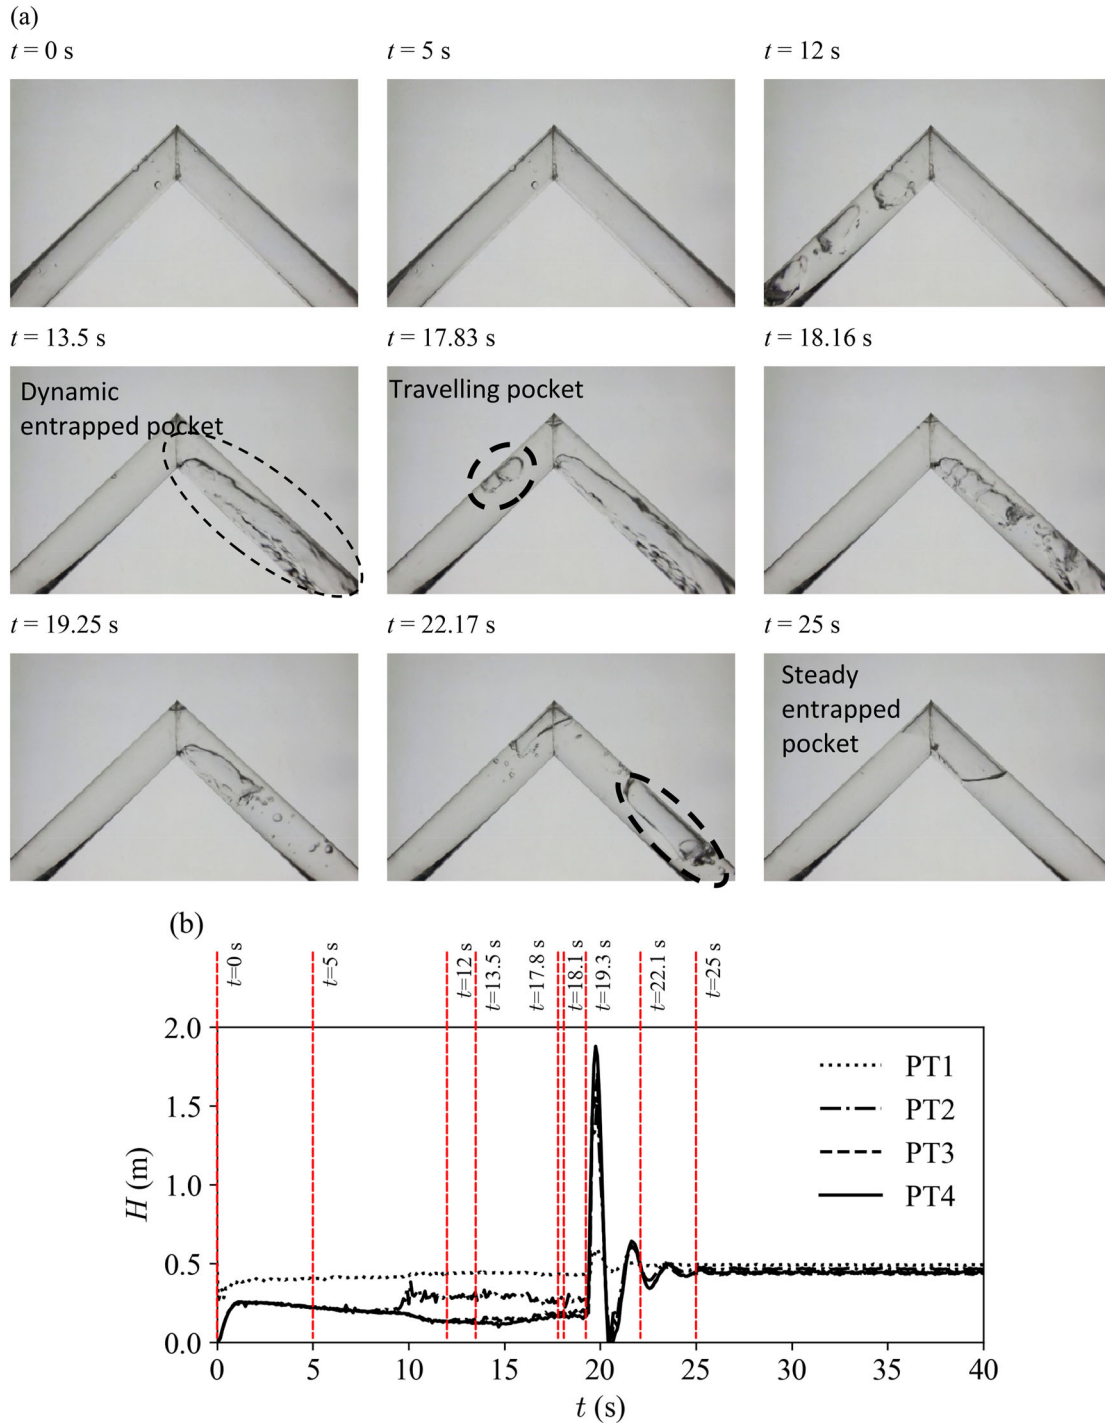 (a)
t = 0 s
t = 5 s
t = 12 s
t = 13.5 s
t = 17.83 s
t = 18.16 s
Dynamic
entrapped pocket
Travelling pocket
t = 19.25 s
t = 22.17 s
t = 25 s
Steady
entrapped
pocket
(b)
t=0
t=5 s
t=12 s
t=13.5 s
t=17.8 s
t=18.1 s
t=19.3 s
t=22.1 s
t=25 s
2.0
1.5
1.0
0.5
0.0
H (m)
PT1
PT2
PT3
PT4
0 5 10 15 20 25 30 35 40
t (s)